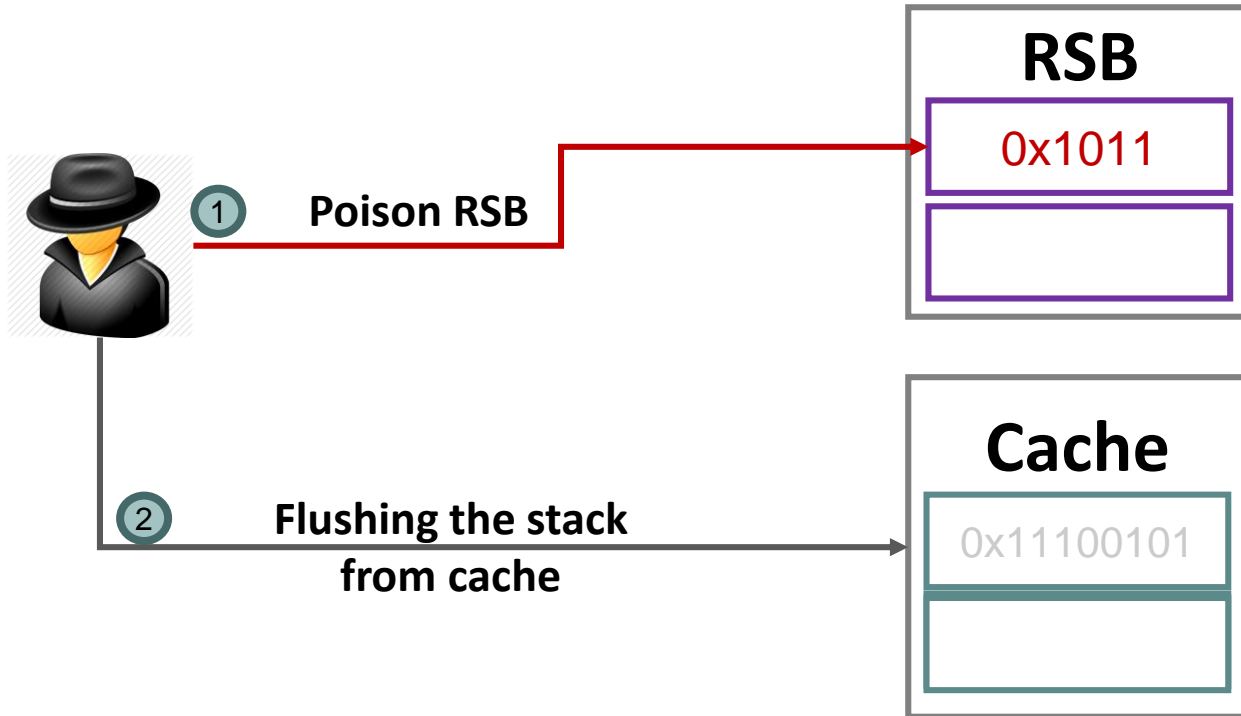 RSB
0x1011
1
Poison RSB
Cache
2
Flushing the stack
from cache
0x11100101